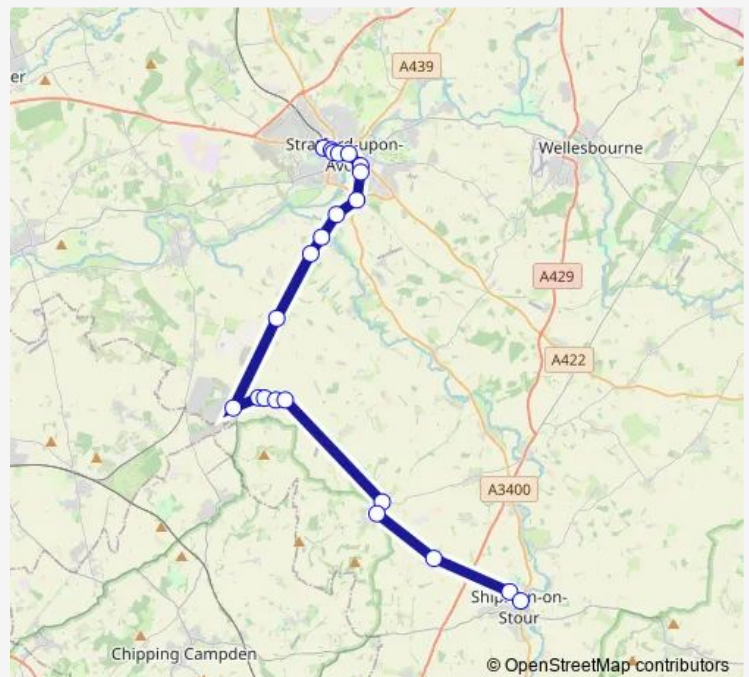 A439
er
Wellesbourne
A429
A422
A3400
Stour
Chipping Campden
© OpenStreetMap contributors